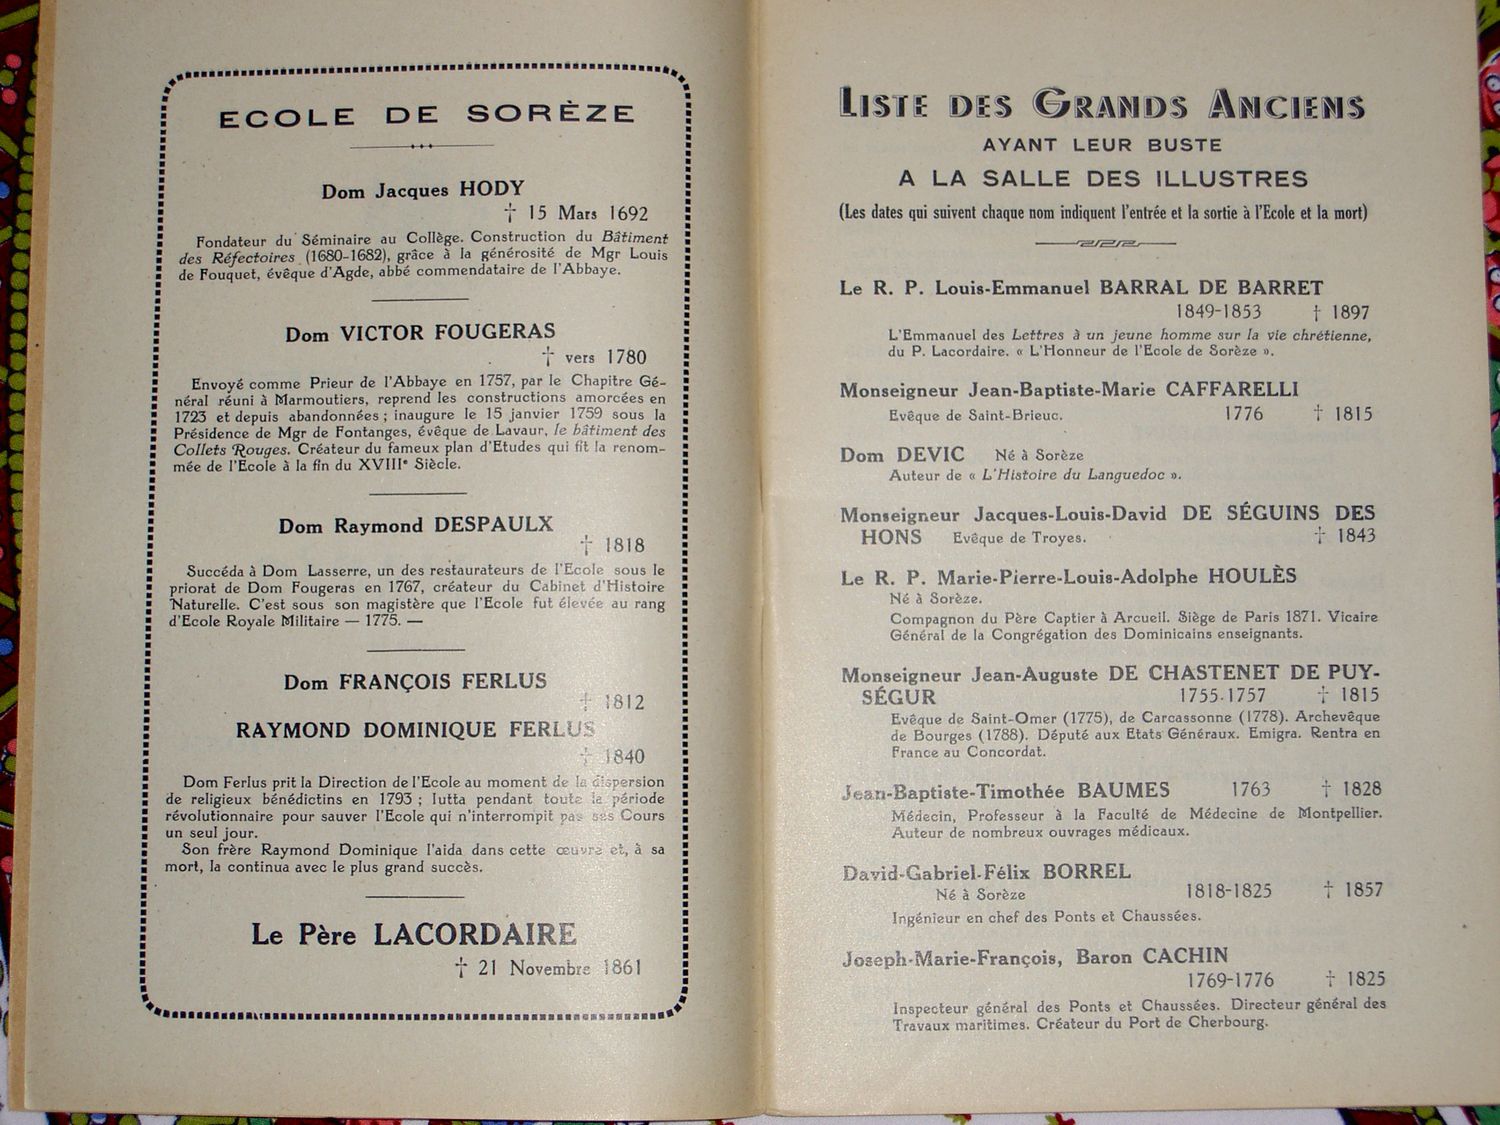 ECOLE DE SORÈZE
Dom Jacques HODY
† 15 Mars 1692
Fondateur du Séminaire au Collège. Construction du Bâtiment
des Réfectoires (1680-1682), grâce à la générosité de Mgr Louis
de Fouquet, évêque d'Agde, abbé commendataire de l'Abbaye.
Dom VICTOR FOUGERAS
† vers 1780
Envoyé comme Prieur de l'Abbaye en 1757, par le Chapitre Gé-
néral réuni à Marmoutiers, reprend les constructions amorcées en
1723 et depuis abandonnées ; inaugure le 15 janvier 1759 sous la
Présidence de Mgr de Fontanges, évêque de Lavaur, le bâtiment des
Collets Rouges. Créateur du fameux plan d'Etudes qui fit la renom-
mée de l'Ecole à la fin du XVIIIe Siècle.
Dom Raymond DESPAULX
† 1818
Succéda à Dom Lasserre, un des restaurateurs de l'Ecole sous le
priorat de Dom Fougeras en 1767, créateur du Cabinet d'Histoire
Naturelle. C'est sous son magistère que l'Ecole fut élevée au rang
d'Ecole Royale Militaire — 1775. —
Dom FRANÇOIS FERLUS
† 1812
RAYMOND DOMINIQUE FERLUS
† 1840
Dom Ferlus prit la Direction de l'Ecole au moment de la dispersion
de religieux bénédictins en 1793 ; lutta pendant toute la période
révolutionnaire pour sauver l'Ecole qui n'interrompit pas ses Cours
un seul jour.
Son frère Raymond Dominique l'aida dans cette œuvre et, à sa
mort, la continua avec le plus grand succès.
Le Père LACORDAIRE
† 21 Novembre 1861
LISTE DES GRANDS ANCIENS
AYANT LEUR BUSTE
A LA SALLE DES ILLUSTRES
(Les dates qui suivent chaque nom indiquent l'entrée et la sortie à l'Ecole et la mort)
Le R. P. Louis-Emmanuel BARRAL DE BARRET
1849-1853 † 1897
L'Emmanuel des Lettres à un jeune homme sur la vie chrétienne,
du P. Lacordaire. « L'Honneur de l'Ecole de Sorèze ».
Monseigneur Jean-Baptiste-Marie CAFFARELLI
Evêque de Saint-Brieuc. 1776 † 1815
Dom DEVIC Né à Sorèze
Auteur de « L'Histoire du Languedoc ».
Monseigneur Jacques-Louis-David DE SÉGUINS DES
HONS Evêque de Troyes. † 1843
Le R. P. Marie-Pierre-Louis-Adolphe HOULÈS
Né à Sorèze.
Compagnon du Père Captier à Arcueil. Siège de Paris 1871. Vicaire
Général de la Congrégation des Dominicains enseignants.
Monseigneur Jean-Auguste DE CHASTENET DE PUY-
SÉGUR 1755-1757 † 1815
Evêque de Saint-Omer (1775), de Carcassonne (1778). Archevêque
de Bourges (1788). Député aux Etats Généraux. Emigra. Rentra en
France au Concordat.
Jean-Baptiste-Timothée BAUMES 1763 † 1828
Médecin, Professeur à la Faculté de Médecine de Montpellier.
Auteur de nombreux ouvrages médicaux.
David-Gabriel-Félix BORREL
Né à Sorèze 1818-1825 † 1857
Ingénieur en chef des Ponts et Chaussées.
Joseph-Marie-François, Baron CACHIN
1769-1776 † 1825
Inspecteur général des Ponts et Chaussées. Directeur général des
Travaux maritimes. Créateur du Port de Cherbourg.